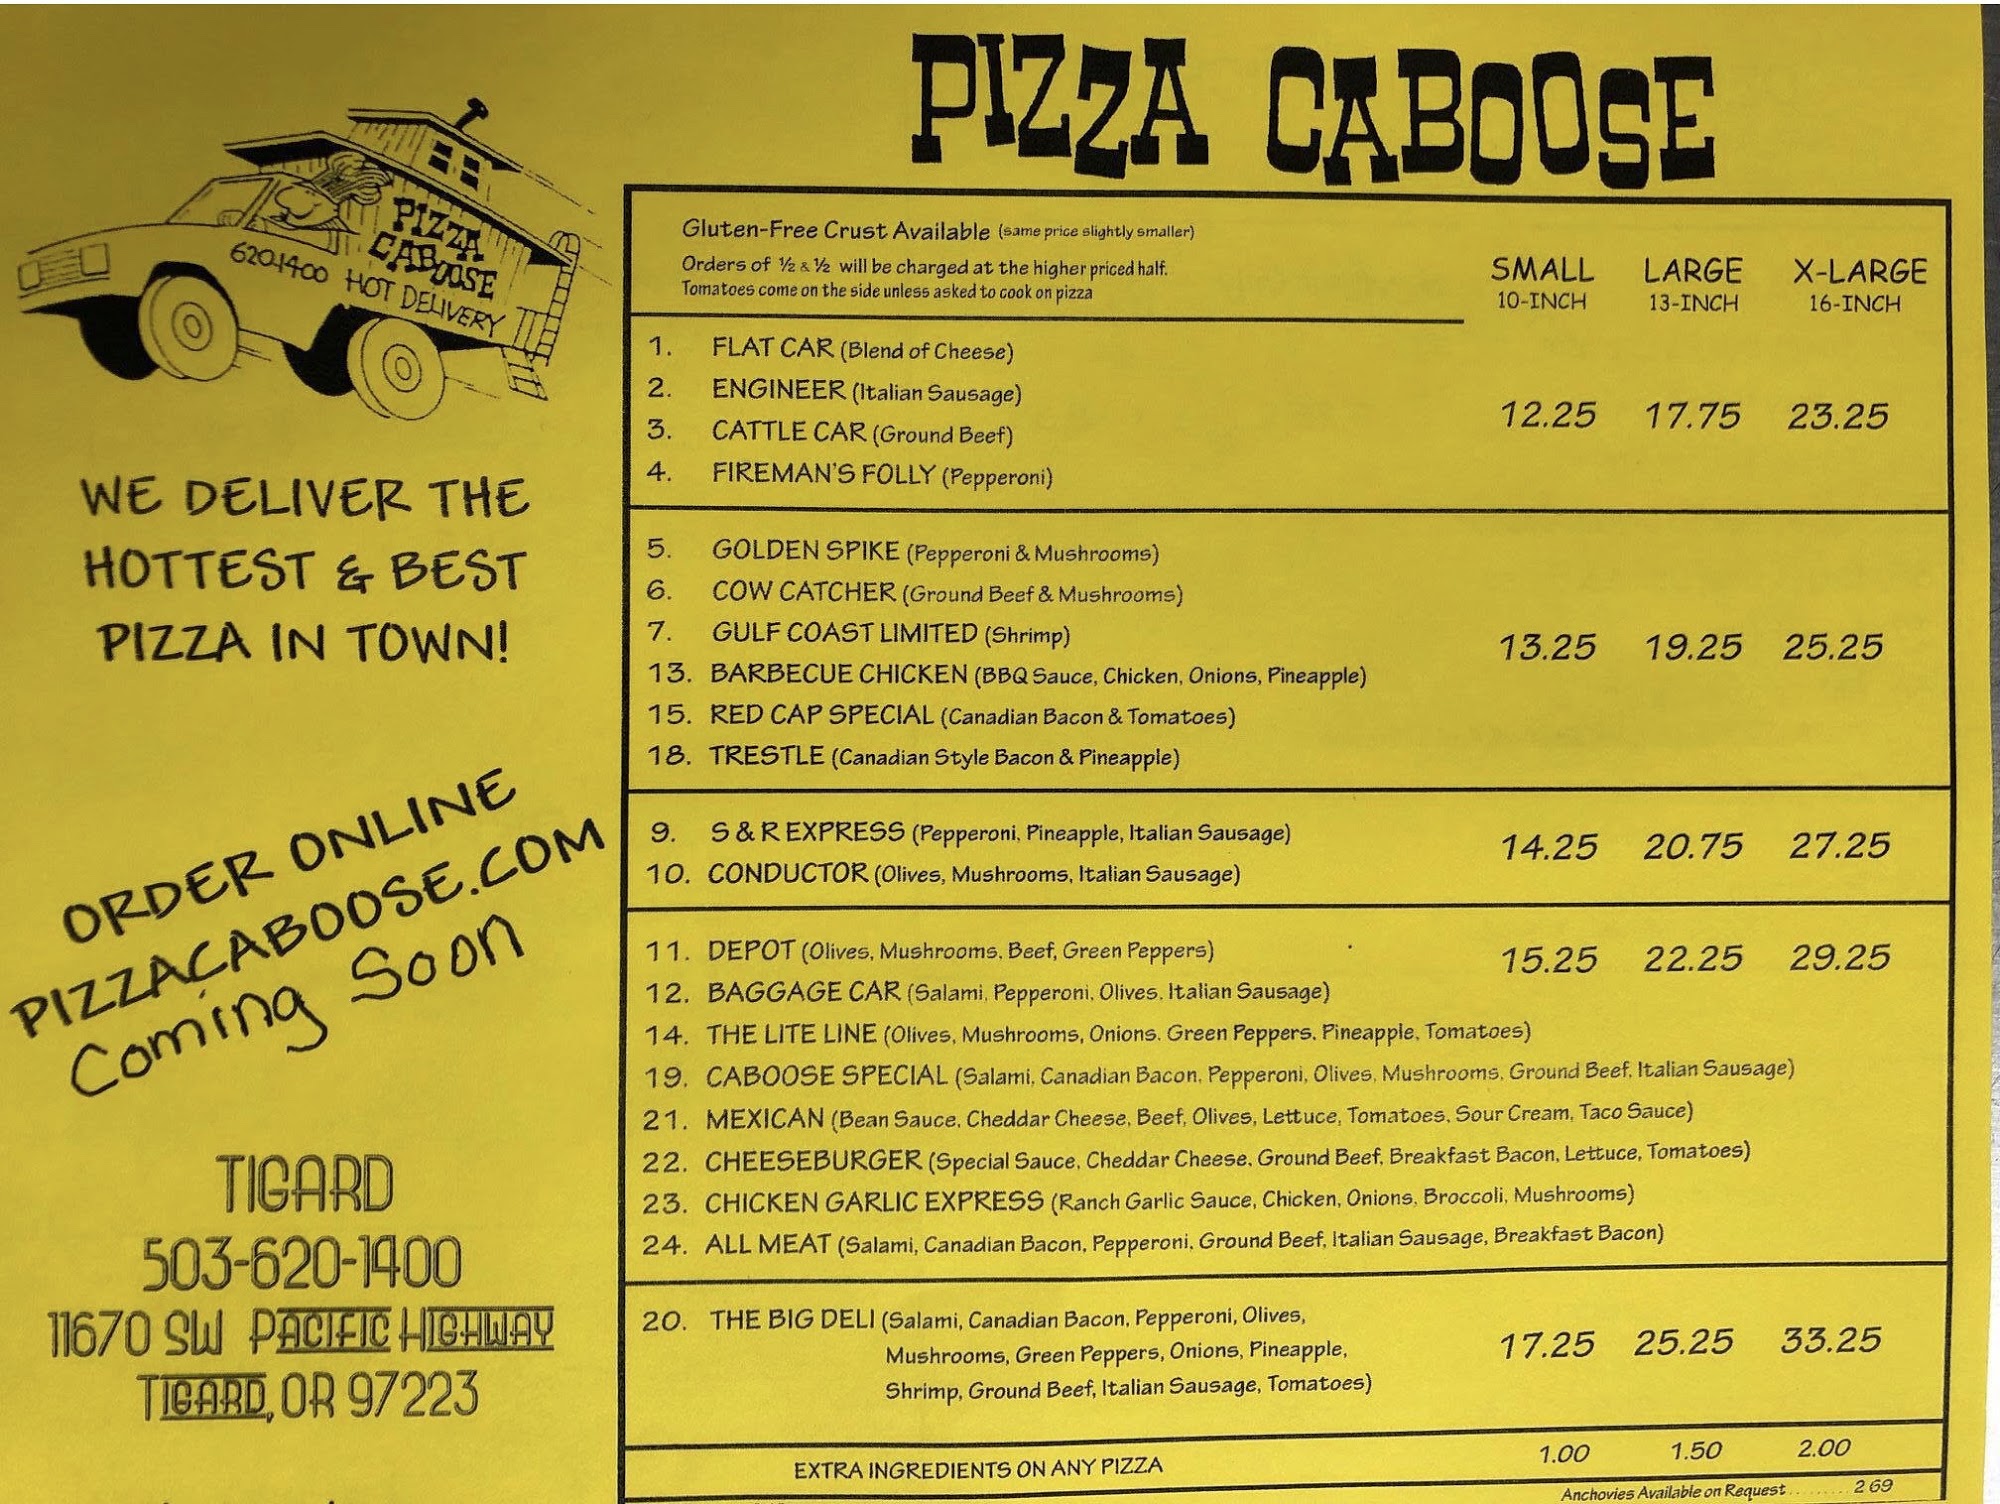 PIZZA CABOOSE
PIZZA
CABOOSE
620-1400 HOT DELIVERY
WE DELIVER THE
HOTTEST & BEST
PIZZA IN TOWN!
ORDER ONLINE
PIZZACABOOSE.COM
Coming Soon
TIGARD
503-620-1400
11670 SW PACIFIC HIGHWAY
TIGARD, OR 97223
Gluten-Free Crust Available (same price slightly smaller)
Orders of ½ & ½ will be charged at the higher priced half.
Tomatoes come on the side unless asked to cook on pizza
SMALL LARGE X-LARGE
10-INCH 13-INCH 16-INCH
1. FLAT CAR (Blend of Cheese)
2. ENGINEER (Italian Sausage)
12.25 17.75 23.25
3. CATTLE CAR (Ground Beef)
4. FIREMAN'S FOLLY (Pepperoni)
5. GOLDEN SPIKE (Pepperoni & Mushrooms)
6. COW CATCHER (Ground Beef & Mushrooms)
7. GULF COAST LIMITED (Shrimp)
13.25 19.25 25.25
13. BARBECUE CHICKEN (BBQ Sauce, Chicken, Onions, Pineapple)
15. RED CAP SPECIAL (Canadian Bacon & Tomatoes)
18. TRESTLE (Canadian Style Bacon & Pineapple)
9. S & R EXPRESS (Pepperoni, Pineapple, Italian Sausage)
14.25 20.75 27.25
10. CONDUCTOR (Olives, Mushrooms, Italian Sausage)
11. DEPOT (Olives, Mushrooms, Beef, Green Peppers) 15.25 22.25 29.25
12. BAGGAGE CAR (Salami, Pepperoni, Olives, Italian Sausage)
14. THE LITE LINE (Olives, Mushrooms, Onions, Green Peppers, Pineapple, Tomatoes)
19. CABOOSE SPECIAL (Salami, Canadian Bacon, Pepperoni, Olives, Mushrooms, Ground Beef, Italian Sausage)
21. MEXICAN (Bean Sauce, Cheddar Cheese, Beef, Olives, Lettuce, Tomatoes, Sour Cream, Taco Sauce)
22. CHEESEBURGER (Special Sauce, Cheddar Cheese, Ground Beef, Breakfast Bacon, Lettuce, Tomatoes)
23. CHICKEN GARLIC EXPRESS (Ranch Garlic Sauce, Chicken, Onions, Broccoli, Mushrooms)
24. ALL MEAT (Salami, Canadian Bacon, Pepperoni, Ground Beef, Italian Sausage, Breakfast Bacon)
20. THE BIG DELI (Salami, Canadian Bacon, Pepperoni, Olives,
Mushrooms, Green Peppers, Onions, Pineapple, 17.25 25.25 33.25
Shrimp, Ground Beef, Italian Sausage, Tomatoes)
EXTRA INGREDIENTS ON ANY PIZZA 1.00 1.50 2.00
Anchovies Available on Request.........2 69